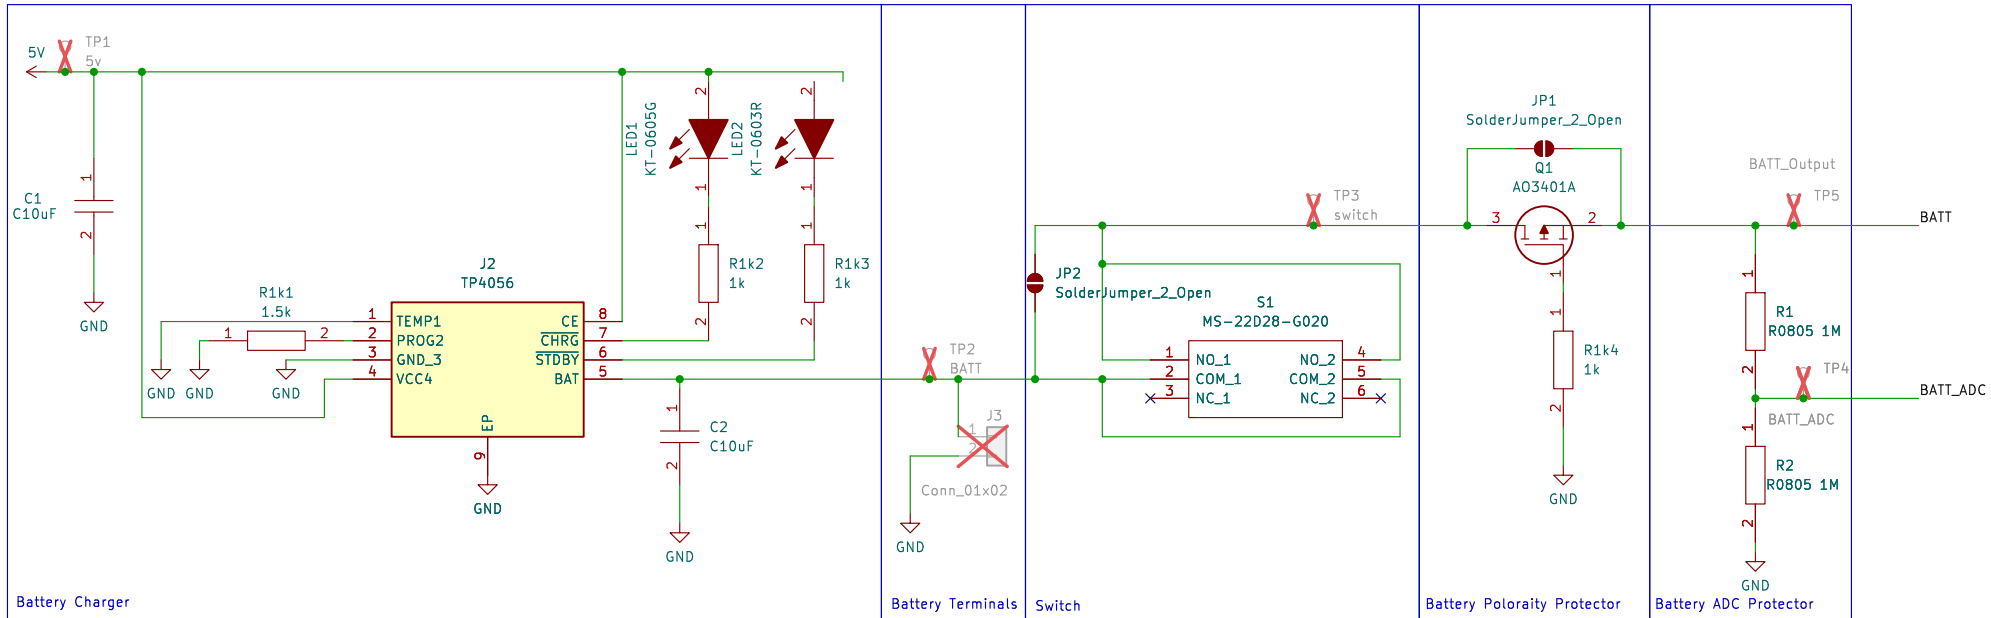 5V
TP1
5v
C1
C10uF
1
2
GND
R1k1
1.5k
1
2
GND
GND
GND
J2
TP4056
1
2
3
4
TEMP1
PROG2
GND_3
VCC4
CE
CHRG
STDBY
BAT
8
7
6
5
EP
9
GND
LED1
KT-0605G
2
1
LED2
KT-0603R
2
1
1
R1k2
1k
2
1
R1k3
1k
2
1
C2
C10uF
2
GND
Battery Charger
TP2
BATT
J3
1
2
Conn_01x02
GND
Battery Terminals
JP2
SolderJumper_2_Open
TP3
switch
S1
MS-22D28-G020
1
2
3
NO_1
COM_1
NC_1
NO_2
COM_2
NC_2
4
5
6
Switch
JP1
SolderJumper_2_Open
Q1
AO3401A
3
2
1
1
R1k4
1k
2
GND
Battery Poloraity Protector
BATT_Output
TP5
BATT
1
R1
R0805 1M
2
TP4
BATT_ADC
BATT_ADC
1
R2
R0805 1M
2
GND
Battery ADC Protector